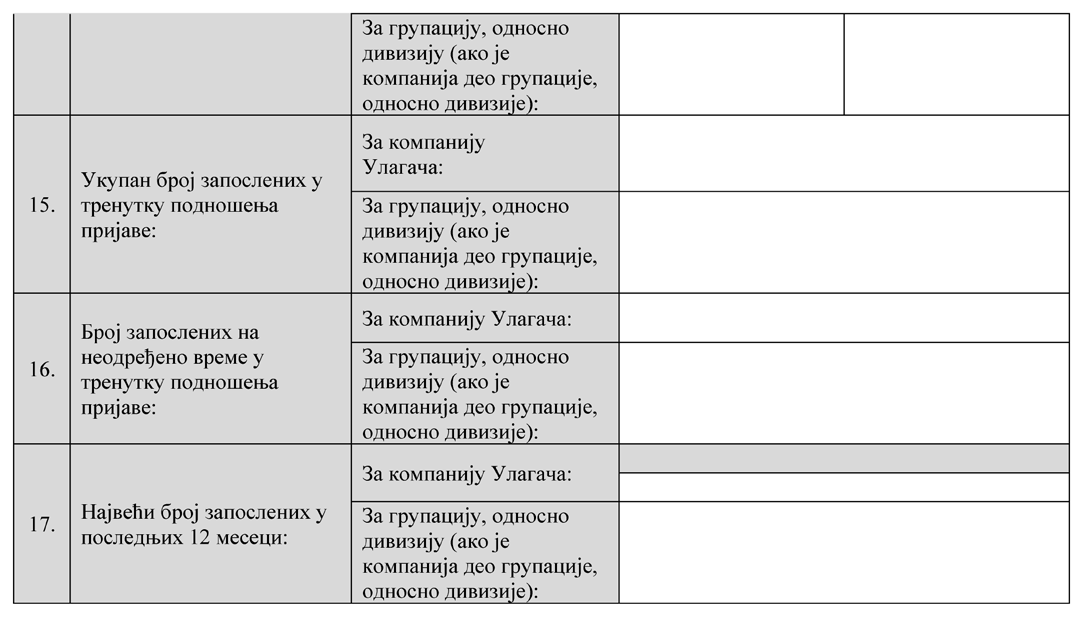 За групацију, односно
дивизију (ако је
компанија део групације,
односно дивизије):
15.
Укупан број запослених у
тренутку подношења
пријаве:
За компанију
Улагача:
За групацију, односно
дивизију (ако је
компанија део групације,
односно дивизије):
16.
Број запослених на
неодређено време у
тренутку подношења
пријаве:
За компанију Улагача:
За групацију, односно
дивизију (ако је
компанија део групације,
односно дивизије):
17.
Највећи број запослених у
последњих 12 месеци:
За компанију Улагача:
За групацију, односно
дивизију (ако је
компанија део групације,
односно дивизије):